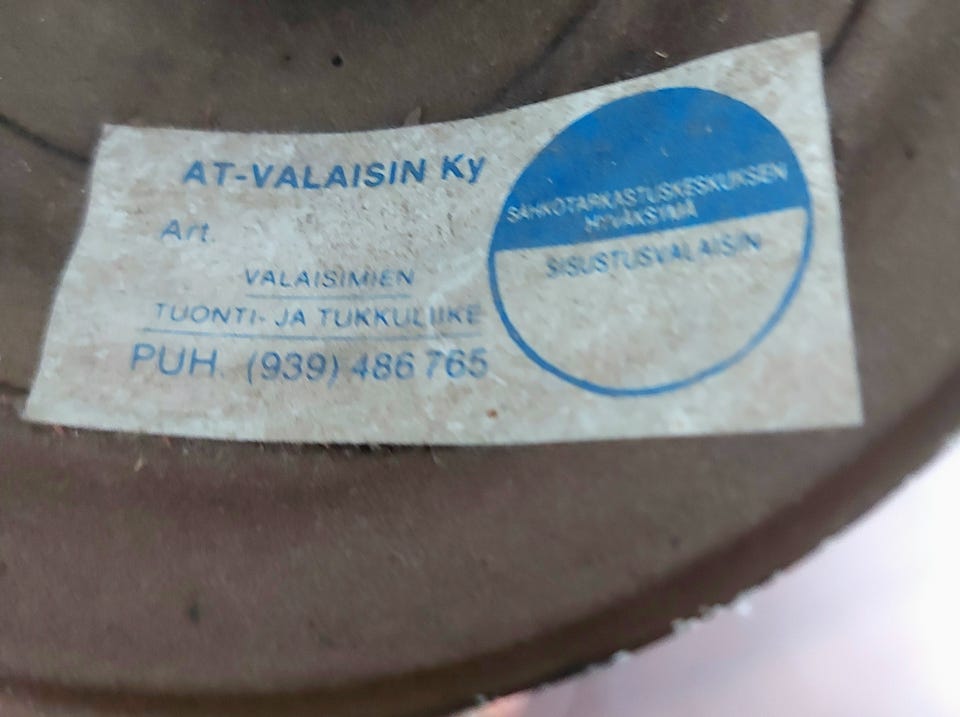 AT-VALAISIN Ky
Art.
VALAISIMIEN
TUONTI- JA TUKKULIIKE
PUH. (939) 486 765
SÄHKÖTARKASTUSKESKUKSEN
HYVÄKSYMÄ
SISUSTUSVALAISIN